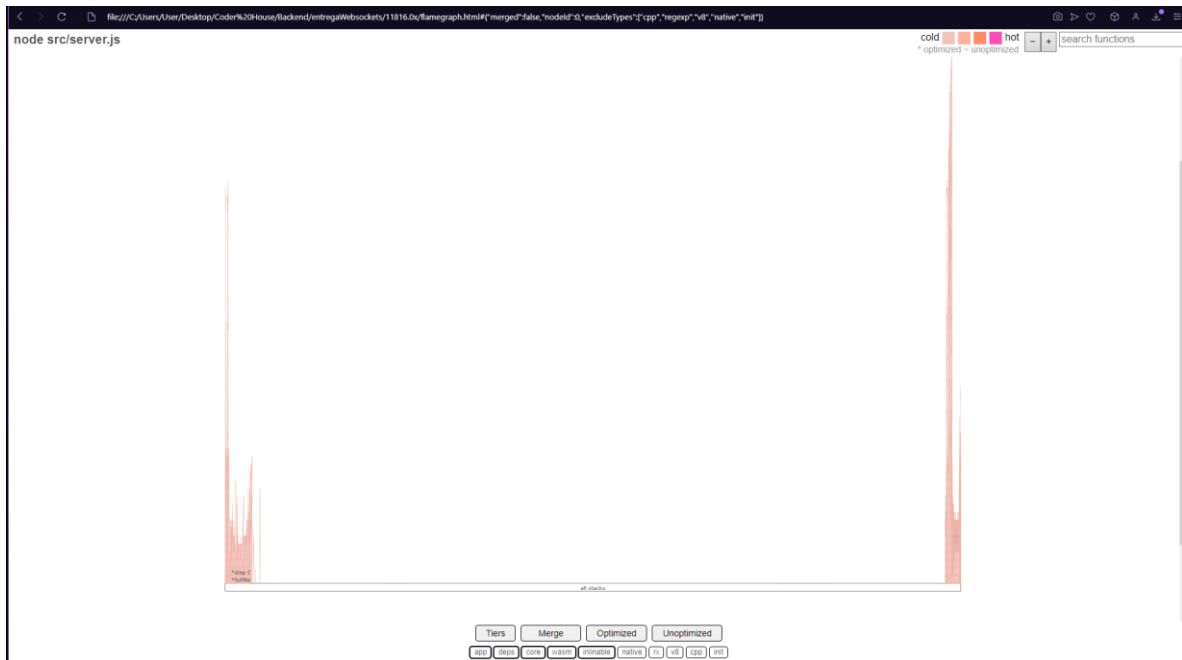 file:///C:/Users/User/Desktop/Coder%20House/Backend/entregaWebsockets/11816.0x/flamegraph.html#{"merged":false,"nodeId":0,"excludeTypes":["cpp","regexp","v8","native","init"]}
node src/server.js
cold hot − + search functions
* optimized ~ unoptimized
*step C
*fulfille
all stacks
Tiers Merge Optimized Unoptimized
app deps core wasm inlinable native rx v8 cpp init